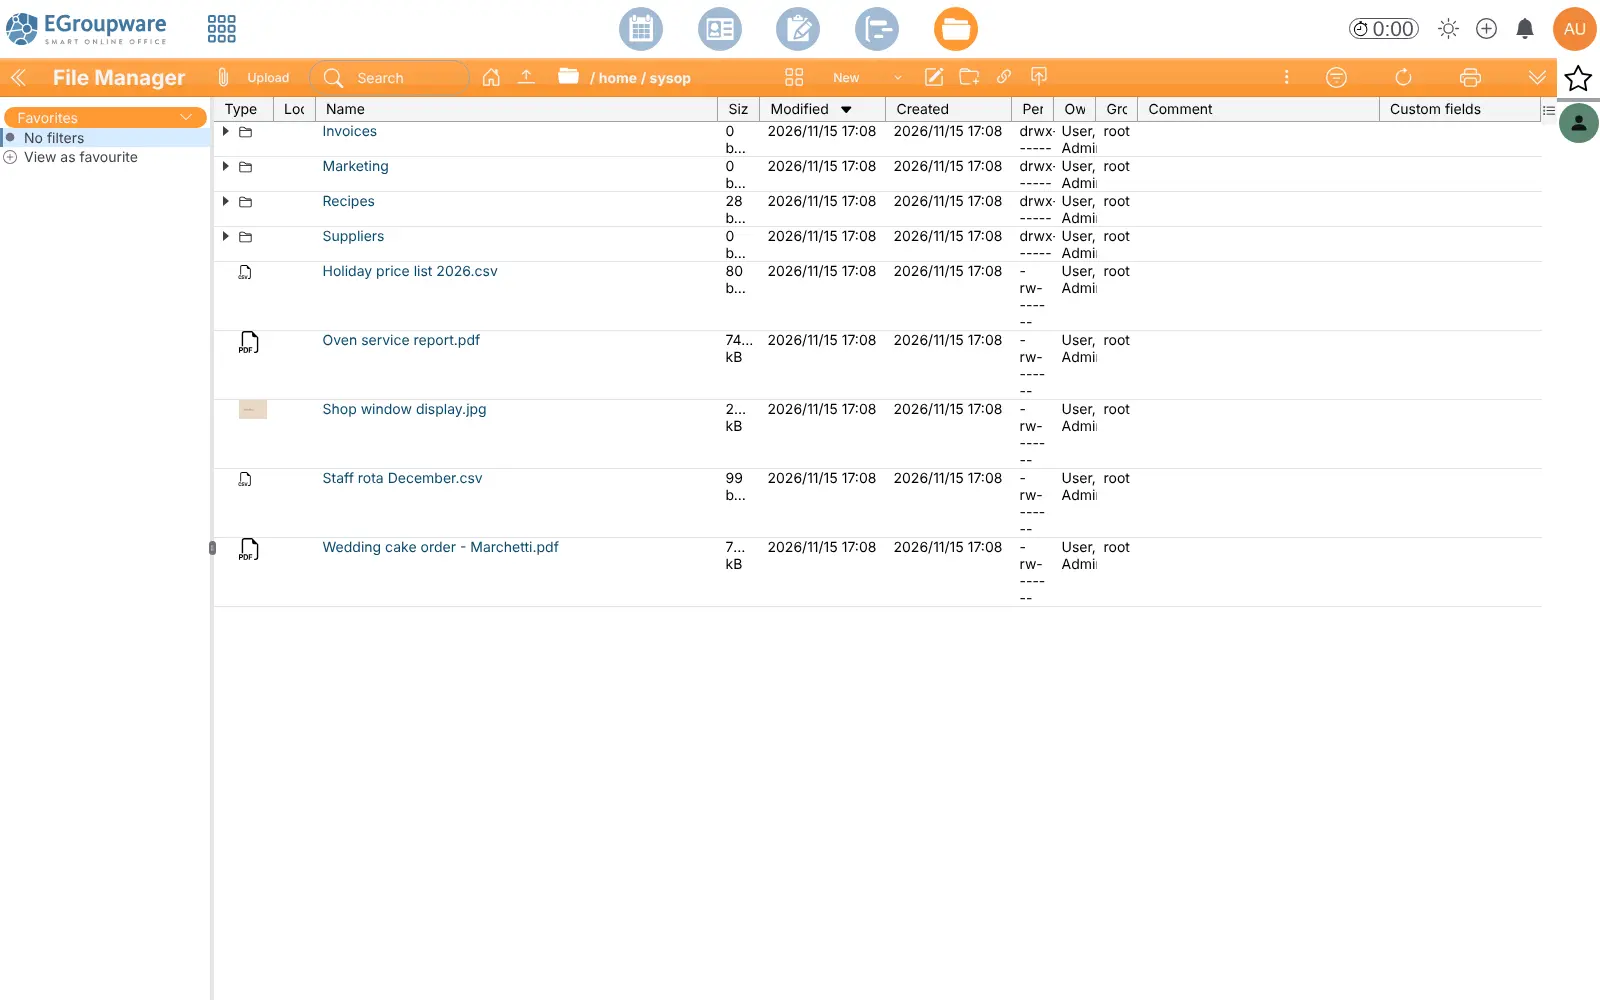 EGroupware
SMART ONLINE OFFICE
0:00
AU
File Manager
Upload
Search
/ home / sysop
New
Favorites
No filters
View as favourite
Type Loc Name Siz Modified Created Per Ow Grc Comment Custom fields
Invoices 0 b... 2026/11/15 17:08 2026/11/15 17:08 drwx------ User, Admi root
Marketing 0 b... 2026/11/15 17:08 2026/11/15 17:08 drwx------ User, Admi root
Recipes 28 b... 2026/11/15 17:08 2026/11/15 17:08 drwx------ User, Admi root
Suppliers 0 b... 2026/11/15 17:08 2026/11/15 17:08 drwx------ User, Admi root
CSV Holiday price list 2026.csv 80 b... 2026/11/15 17:08 2026/11/15 17:08 -rw------- User, Admi root
PDF Oven service report.pdf 74... kB 2026/11/15 17:08 2026/11/15 17:08 -rw------- User, Admi root
Shop window display.jpg 2... kB 2026/11/15 17:08 2026/11/15 17:08 -rw------- User, Admi root
CSV Staff rota December.csv 99 b... 2026/11/15 17:08 2026/11/15 17:08 -rw------- User, Admi root
PDF Wedding cake order - Marchetti.pdf 7... kB 2026/11/15 17:08 2026/11/15 17:08 -rw------- User, Admi root